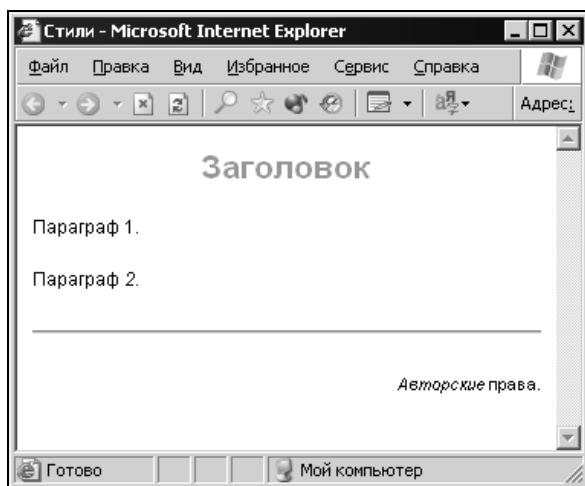 Стили - Microsoft Internet Explorer
Файл Правка Вид Избранное Сервис Справка
Адрес:
Заголовок
Параграф 1.
Параграф 2.
Авторские права.
Готово Мой компьютер